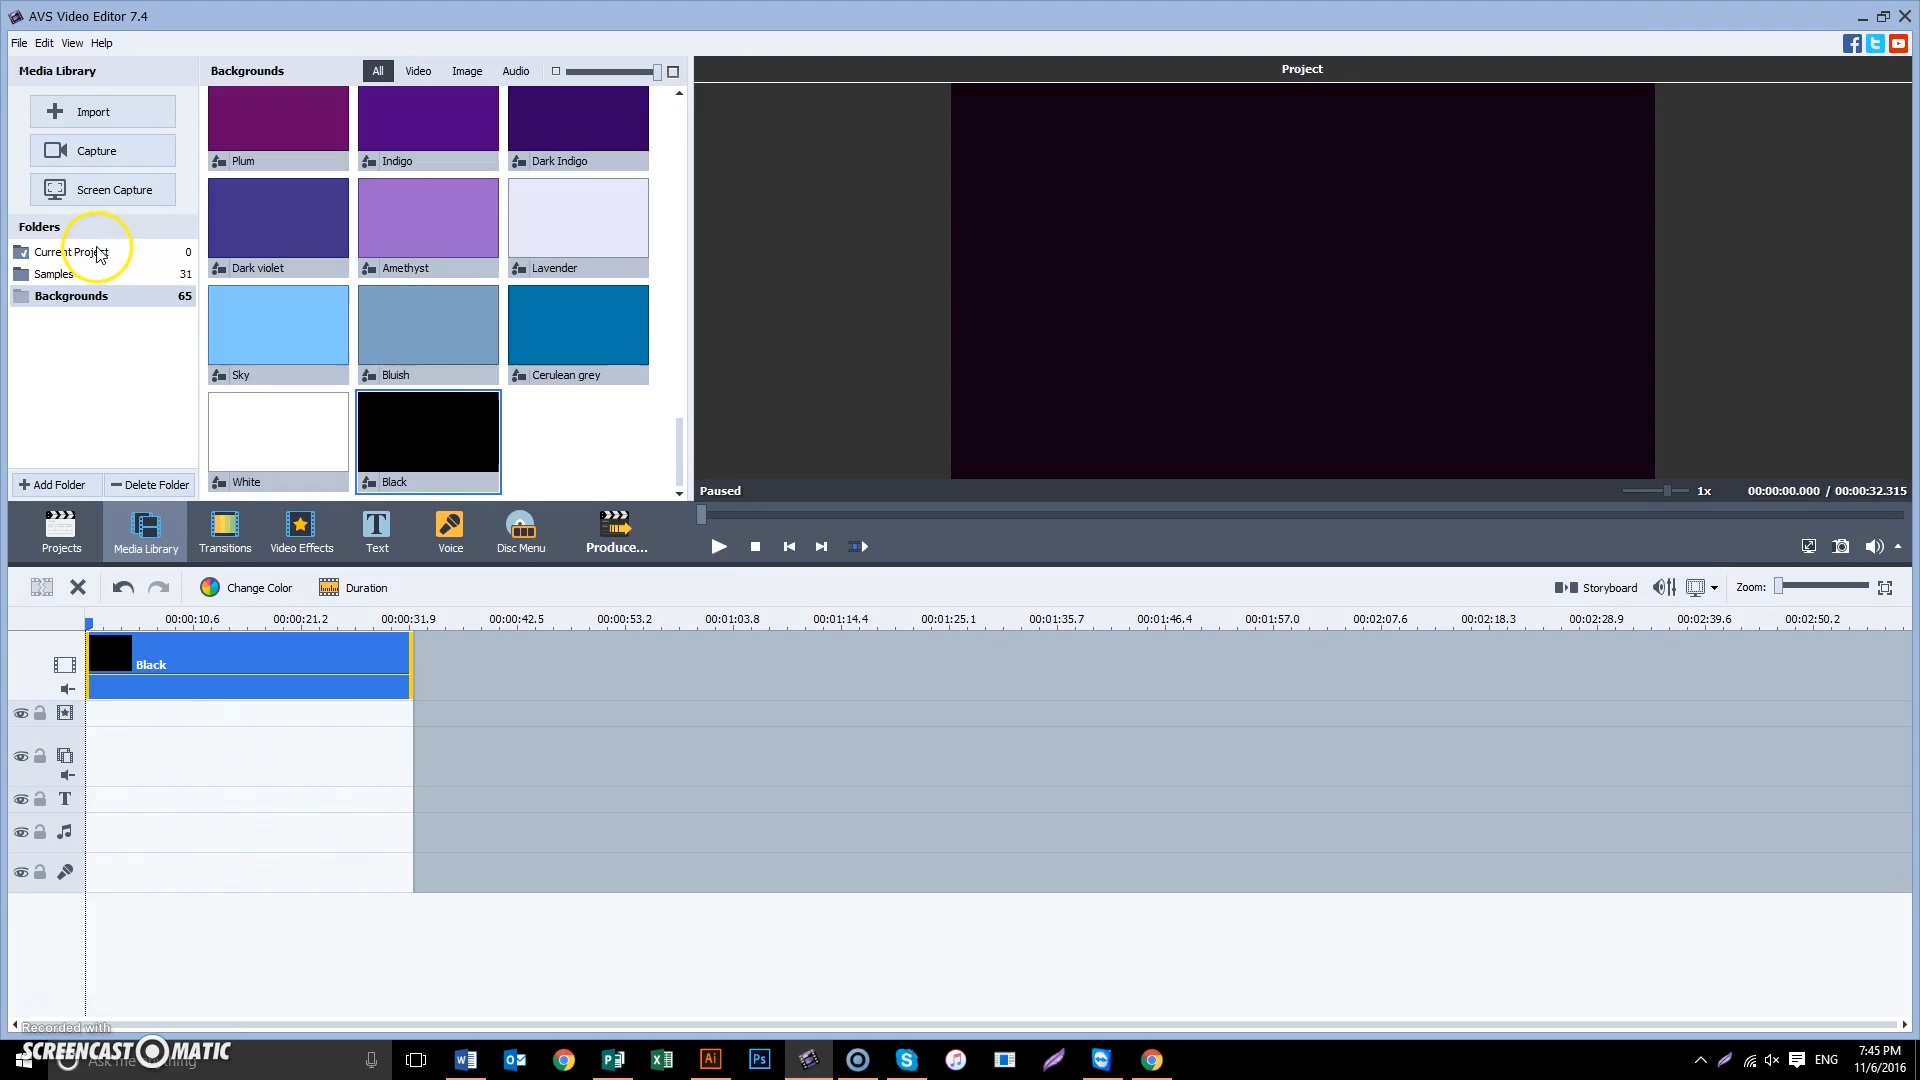 AVS Video Editor 7.4
File Edit View Help
Media Library
Backgrounds
All Video Image Audio
Project
Import
Capture
Screen Capture
Folders
Current Project 0
Samples 31
Backgrounds 65
Add Folder
Delete Folder
Plum
Indigo
Dark Indigo
Dark violet
Amethyst
Lavender
Sky
Bluish
Cerulean grey
White
Black
Paused
1x
00:00:00.000 / 00:00:32.315
Projects
Media Library
Transitions
Video Effects
Text
Voice
Disc Menu
Produce...
Change Color
Duration
Storyboard
Zoom:
00:00:10.6 00:00:21.2 00:00:31.9 00:00:42.5 00:00:53.2 00:01:03.8 00:01:14.4 00:01:25.1 00:01:35.7 00:01:46.4 00:01:57.0 00:02:07.6 00:02:18.3 00:02:28.9 00:02:39.6 00:02:50.2
Black
Recorded with
SCREENCAST-O-MATIC
Ask me anything
ENG
7:45 PM
11/6/2016